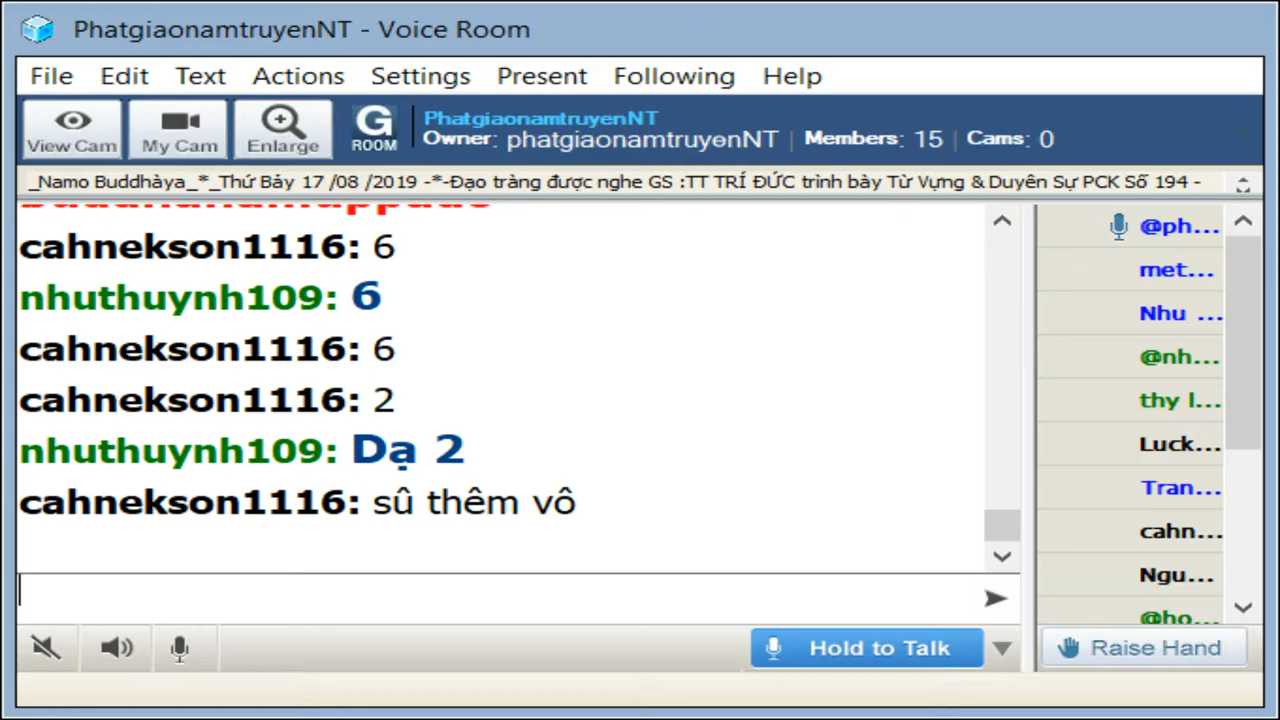 PhatgiaonamtruyenNT - Voice Room
File Edit Text Actions Settings Present Following Help
View Cam My Cam Enlarge G ROOM
PhatgiaonamtruyenNT
Owner: phatgiaonamtruyenNT | Members: 15 | Cams: 0
_Namo Buddhàya_*_Thứ Bảy 17 /08 /2019 -*-Đạo tràng được nghe GS :TT TRÍ ĐỨC trình bày Từ Vựng & Duyên Sự PCK Số 194 -
cahnekson1116: 6
nhuthuynh109: 6
cahnekson1116: 6
cahnekson1116: 2
nhuthuynh109: Dạ 2
cahnekson1116: sû thêm vô
@ph...
met...
Nhu ...
@nh...
thy l...
Luck...
Tran...
cahn...
Ngu...
@ho...
Hold to Talk
Raise Hand